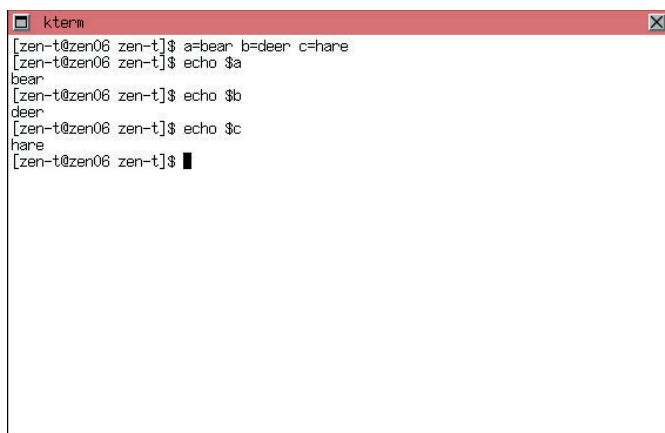 kterm
[zen-t@zen06 zen-t]$ a=bear b=deer c=hare
[zen-t@zen06 zen-t]$ echo $a
bear
[zen-t@zen06 zen-t]$ echo $b
deer
[zen-t@zen06 zen-t]$ echo $c
hare
[zen-t@zen06 zen-t]$